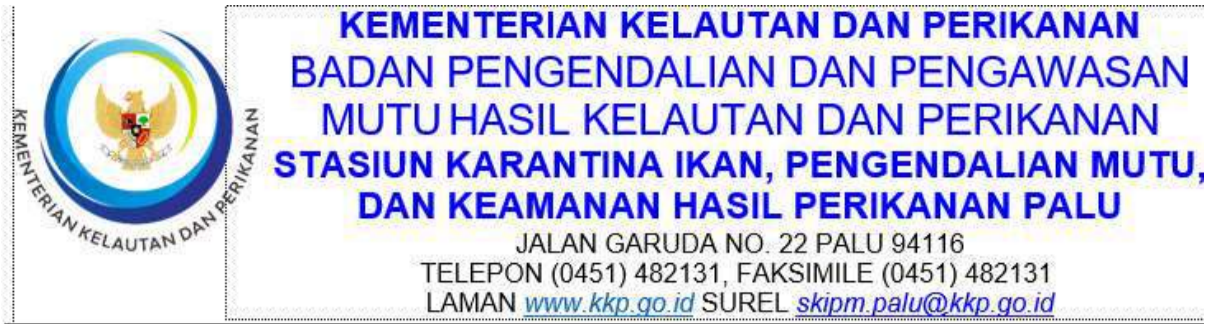 KEMENTERIAN KELAUTAN DAN PERIKANAN
KEMENTERIAN KELAUTAN DAN PERIKANAN
BADAN PENGENDALIAN DAN PENGAWASAN
MUTU HASIL KELAUTAN DAN PERIKANAN
STASIUN KARANTINA IKAN, PENGENDALIAN MUTU,
DAN KEAMANAN HASIL PERIKANAN PALU
JALAN GARUDA NO. 22 PALU 94116
TELEPON (0451) 482131, FAKSIMILE (0451) 482131
LAMAN www.kkp.go.id SUREL skipm.palu@kkp.go.id